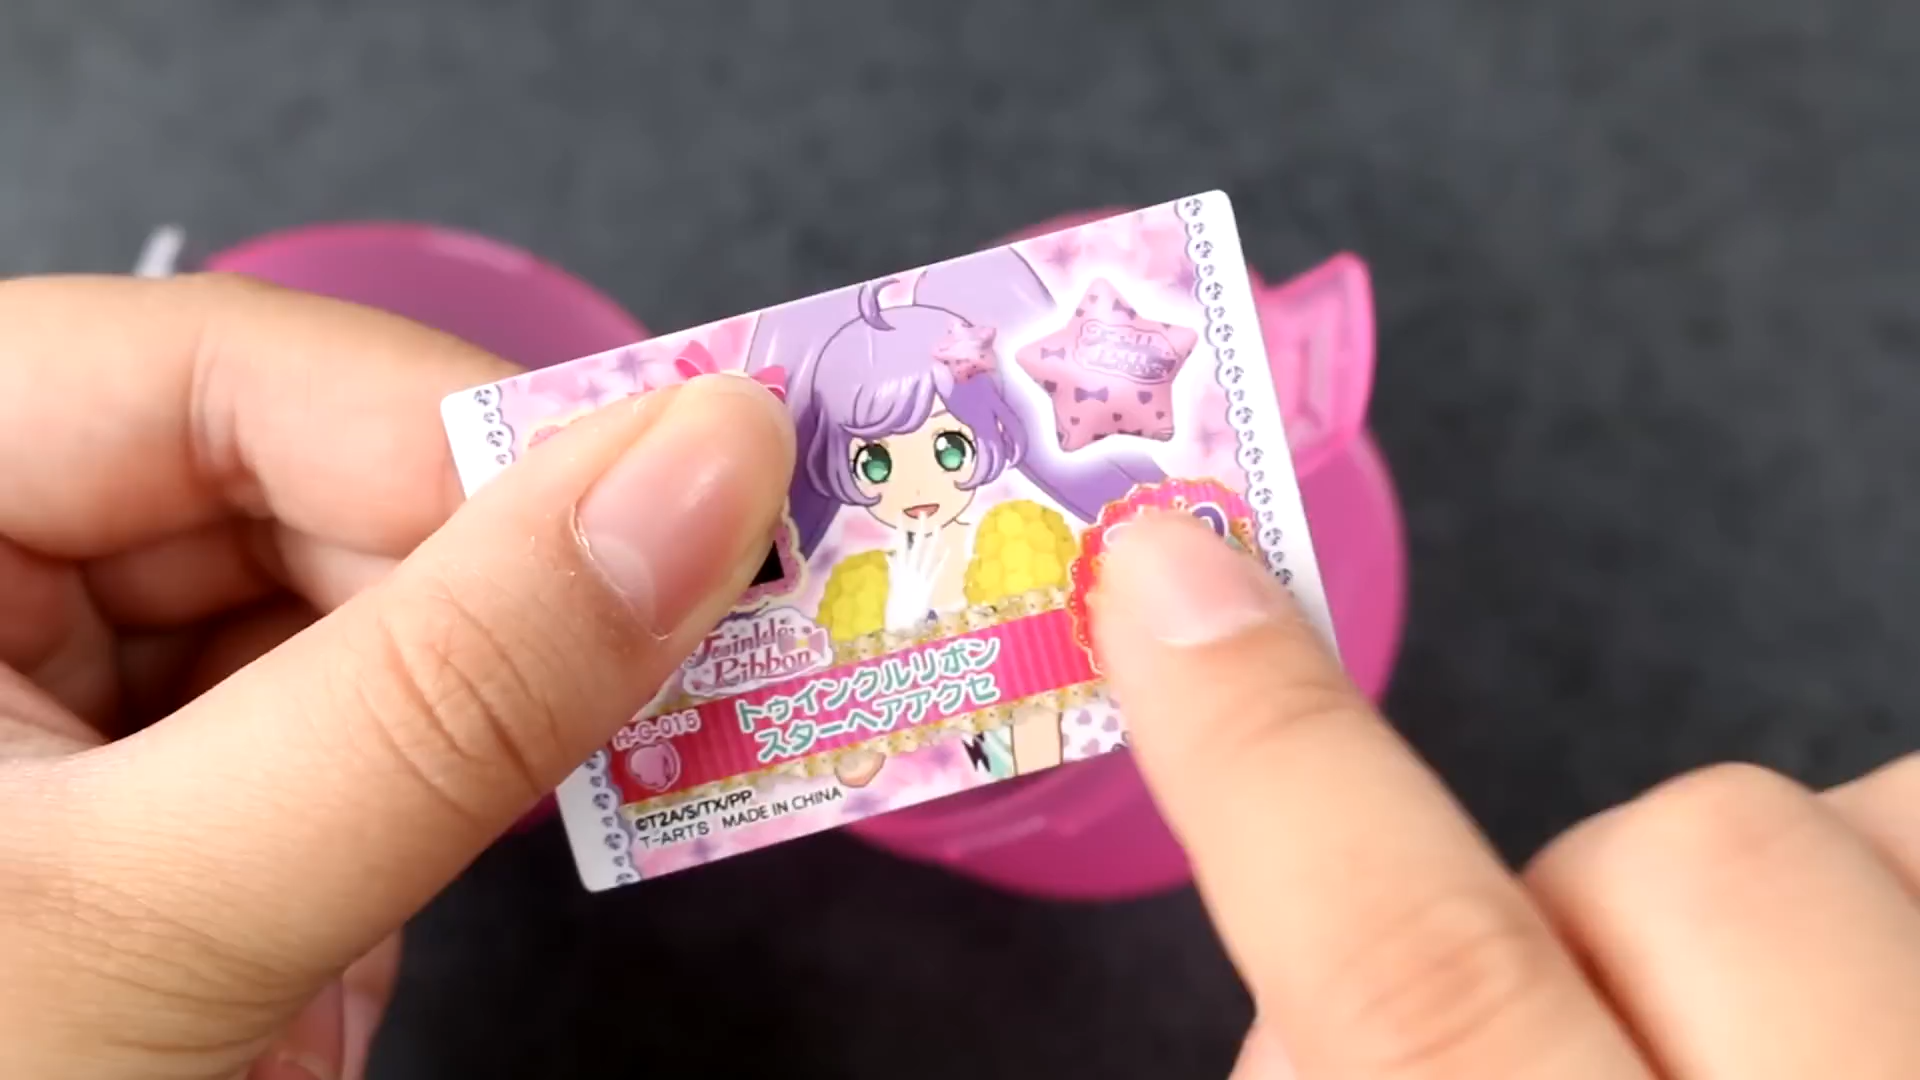 Twinkle
Ribbon
トゥインクルリボン
スターヘアアクセ
H-G-015
©T2A/S/TX/PP
T-ARTS MADE IN CHINA